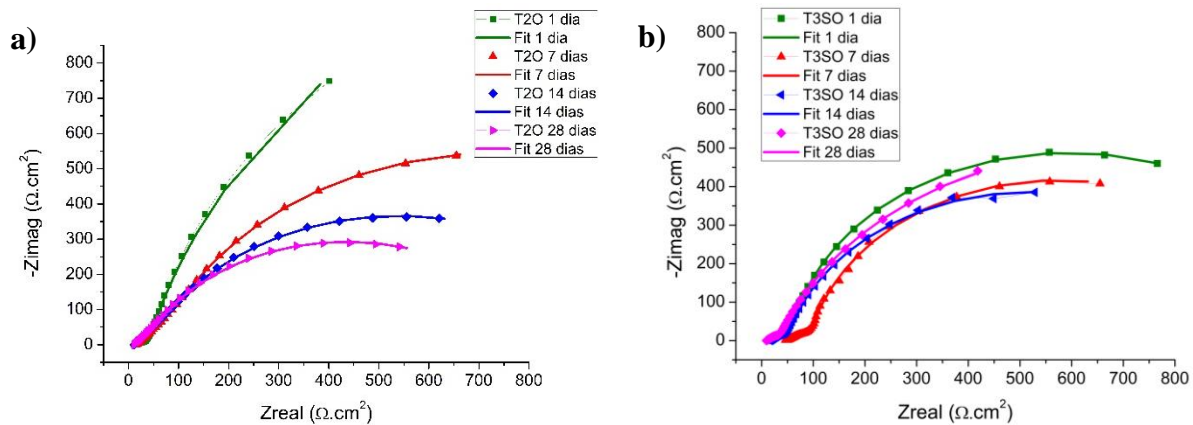 a)
T2O 1 dia
Fit 1 dia
T2O 7 dias
Fit 7 dias
T2O 14 dias
Fit 14 dias
T2O 28 dias
Fit 28 dias
800
700
600
500
400
300
200
100
0
-Zimag (Ω.cm²)
0 100 200 300 400 500 600 700 800
Zreal (Ω.cm²)
b)
T3SO 1 dia
Fit 1 dia
T3SO 7 dias
Fit 7 dias
T3SO 14 dias
Fit 14 dias
T3SO 28 dias
Fit 28 dias
800
700
600
500
400
300
200
100
0
-Zimag (Ω.cm²)
0 100 200 300 400 500 600 700 800
Zreal (Ω.cm²)